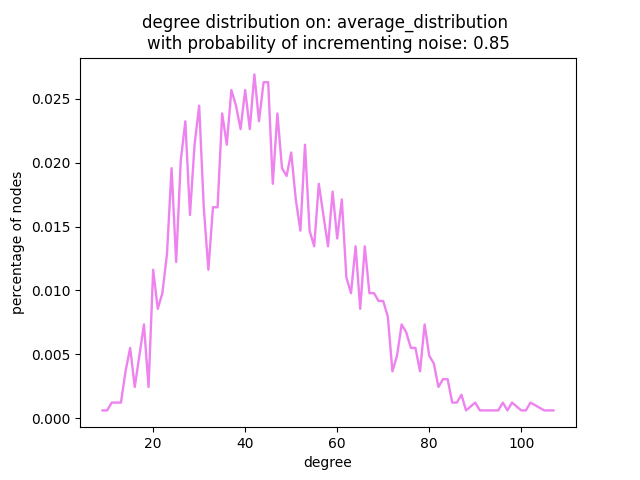 degree distribution on: average_distribution
with probability of incrementing noise: 0.85
0.025
0.020
0.015
0.010
0.005
0.000
percentage of nodes
20 40 60 80 100
degree